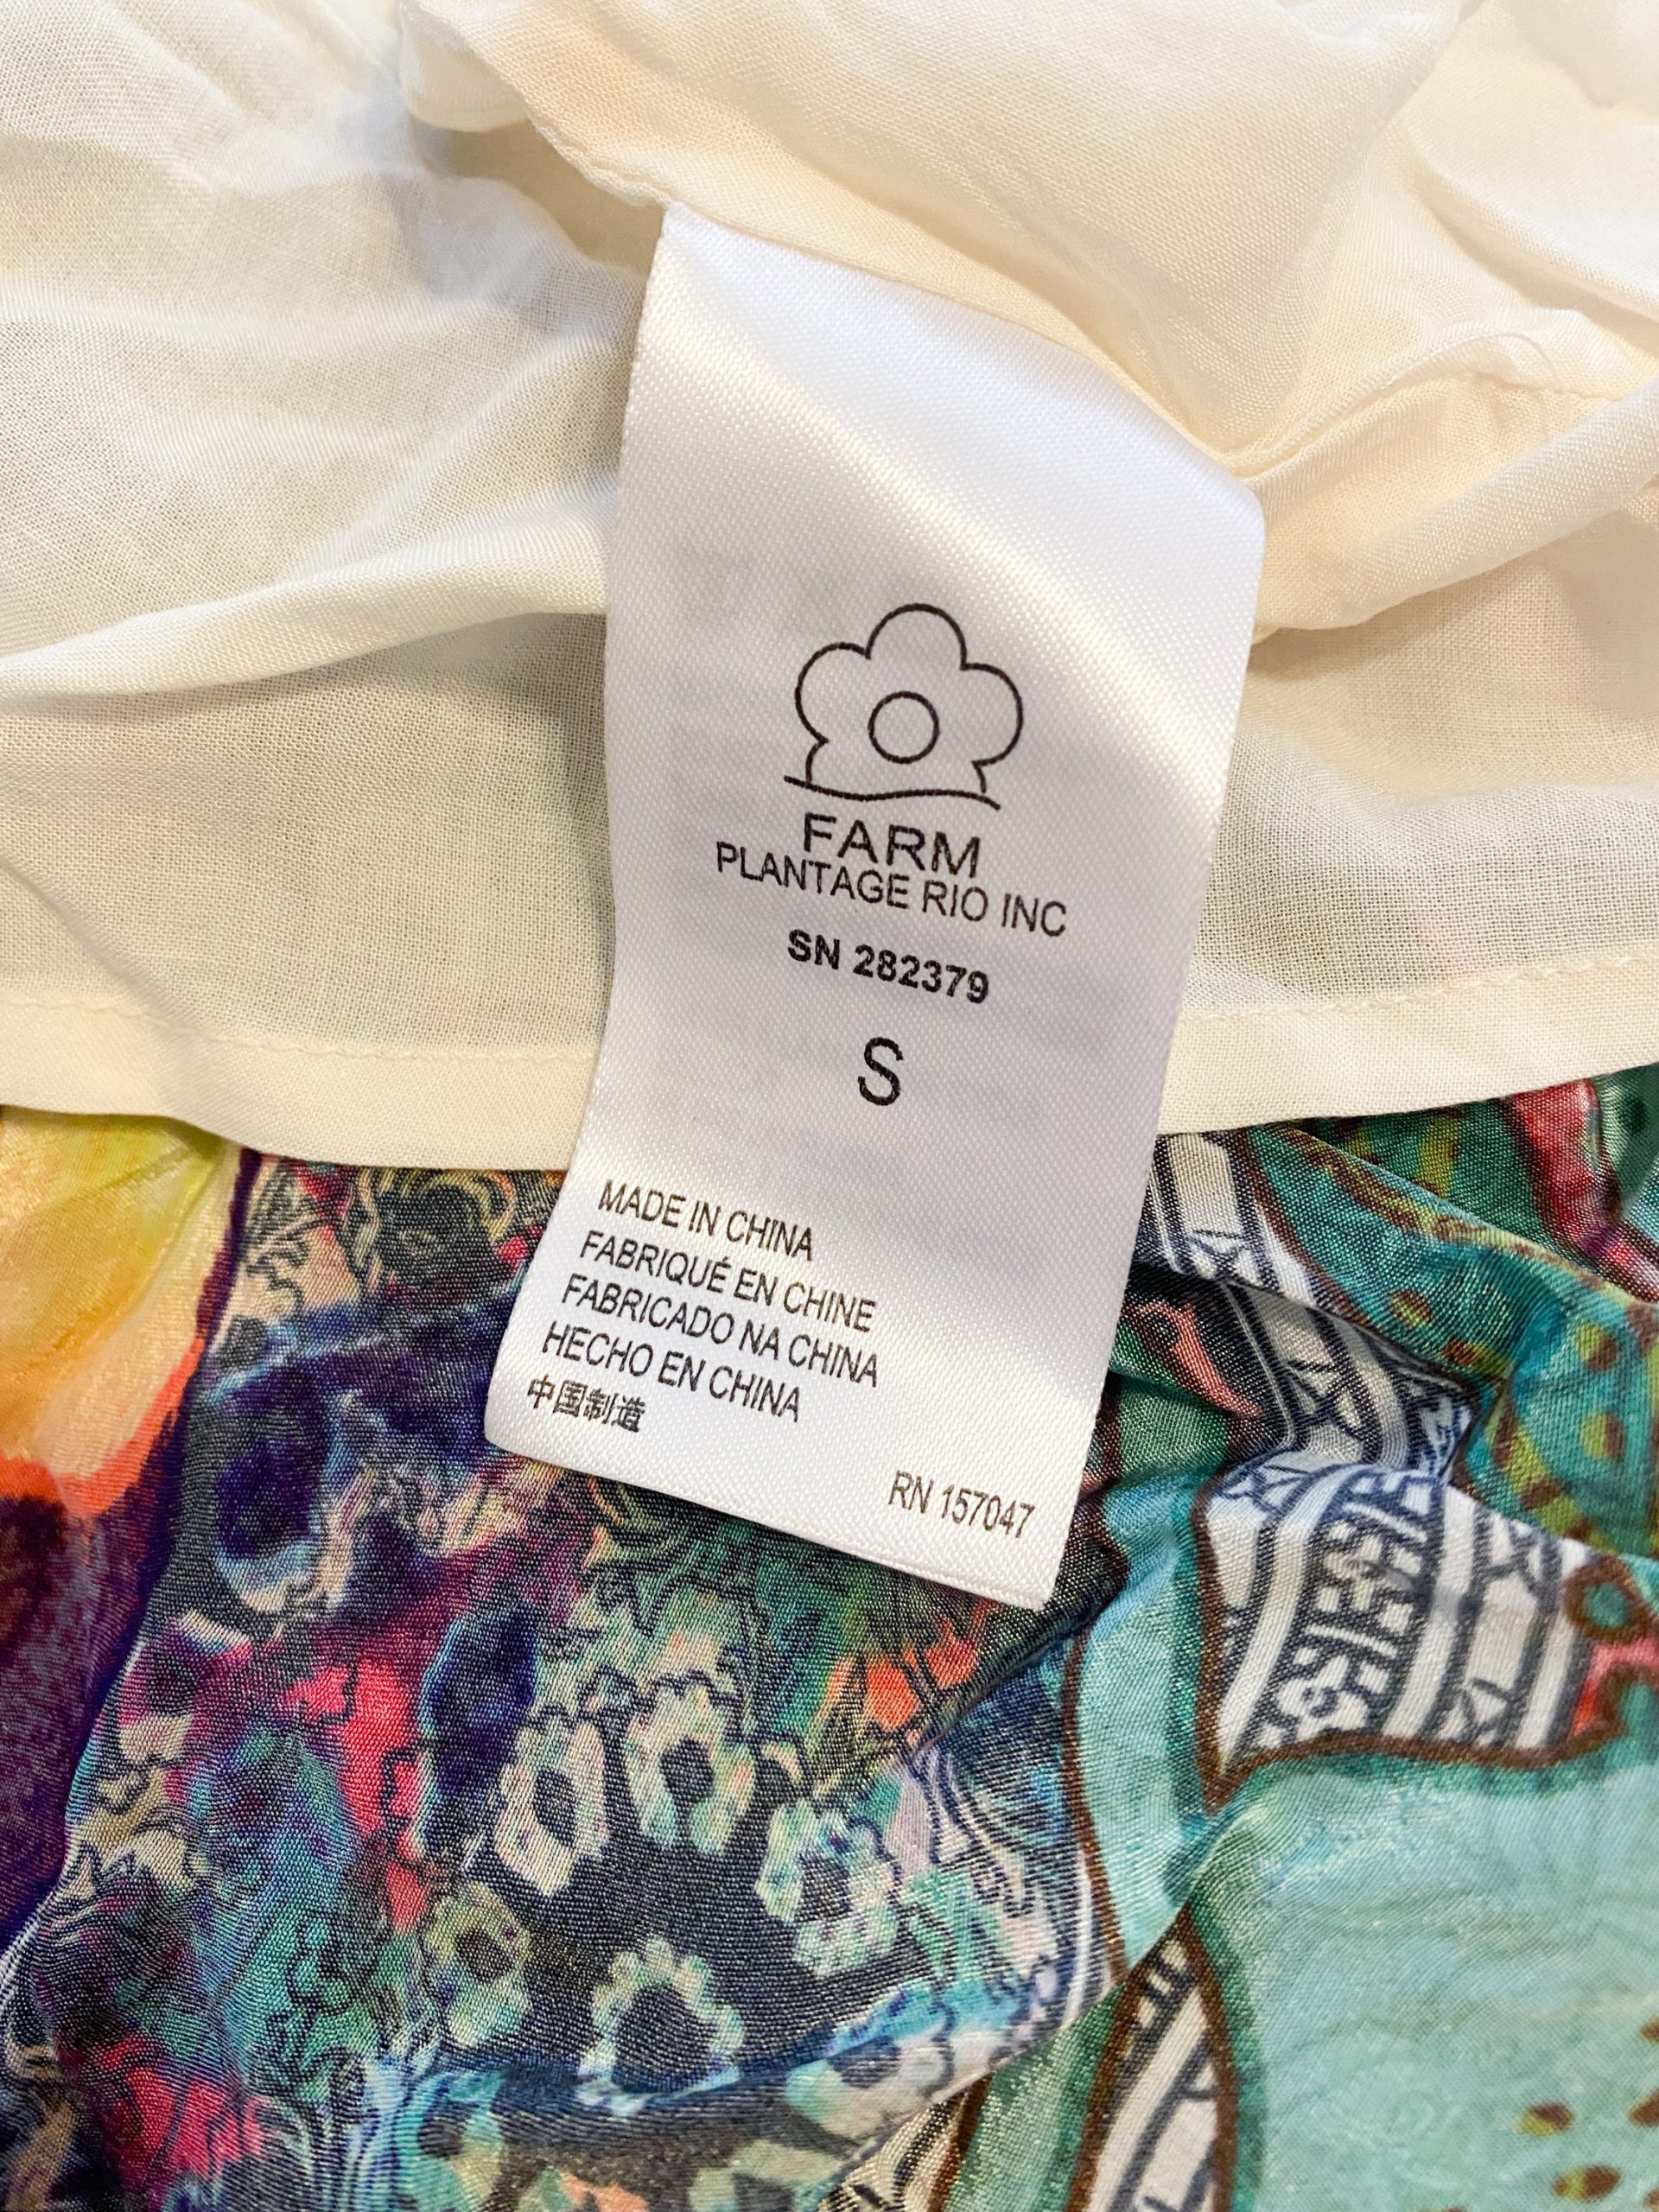 FARM
PLANTAGE RIO INC
SN 282379
S
MADE IN CHINA
FABRIQUÉ EN CHINE
FABRICADO NA CHINA
HECHO EN CHINA
中国制造
RN 157047